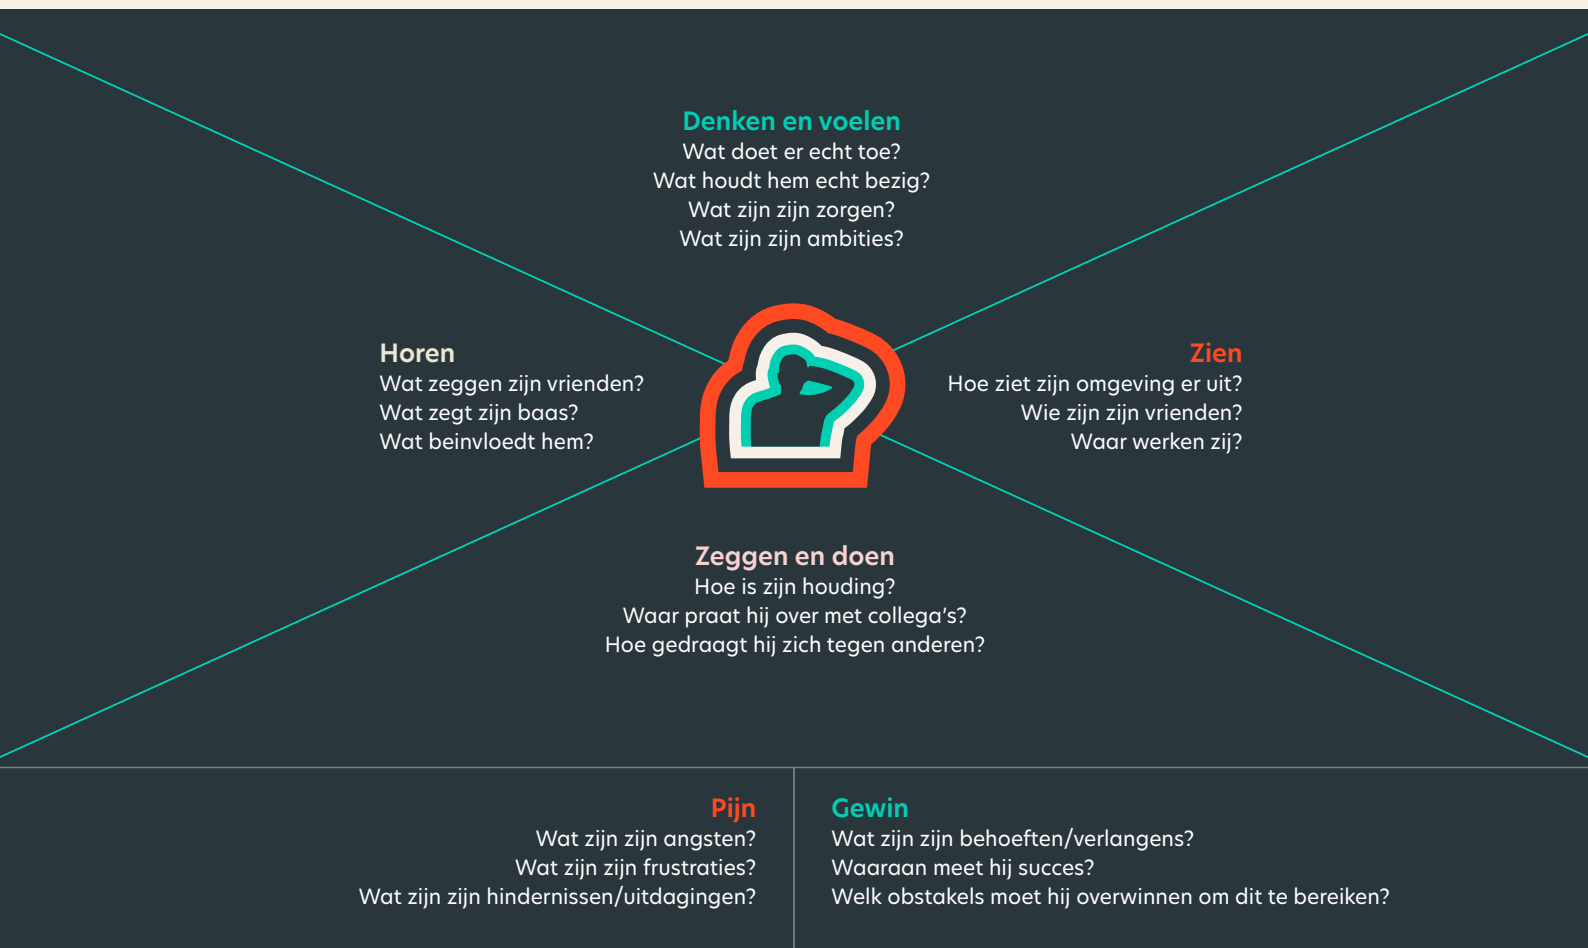 Denken en voelen
Wat doet er echt toe?
Wat houdt hem echt bezig?
Wat zijn zijn zorgen?
Wat zijn zijn ambities?
Horen
Wat zeggen zijn vrienden?
Wat zegt zijn baas?
Wat beinvloedt hem?
Zien
Hoe ziet zijn omgeving er uit?
Wie zijn zijn vrienden?
Waar werken zij?
Zeggen en doen
Hoe is zijn houding?
Waar praat hij over met collega's?
Hoe gedraagt hij zich tegen anderen?
Pijn
Wat zijn zijn angsten?
Wat zijn zijn frustraties?
Wat zijn zijn hindernissen/uitdagingen?
Gewin
Wat zijn zijn behoeften/verlangens?
Waaraan meet hij succes?
Welk obstakels moet hij overwinnen om dit te bereiken?